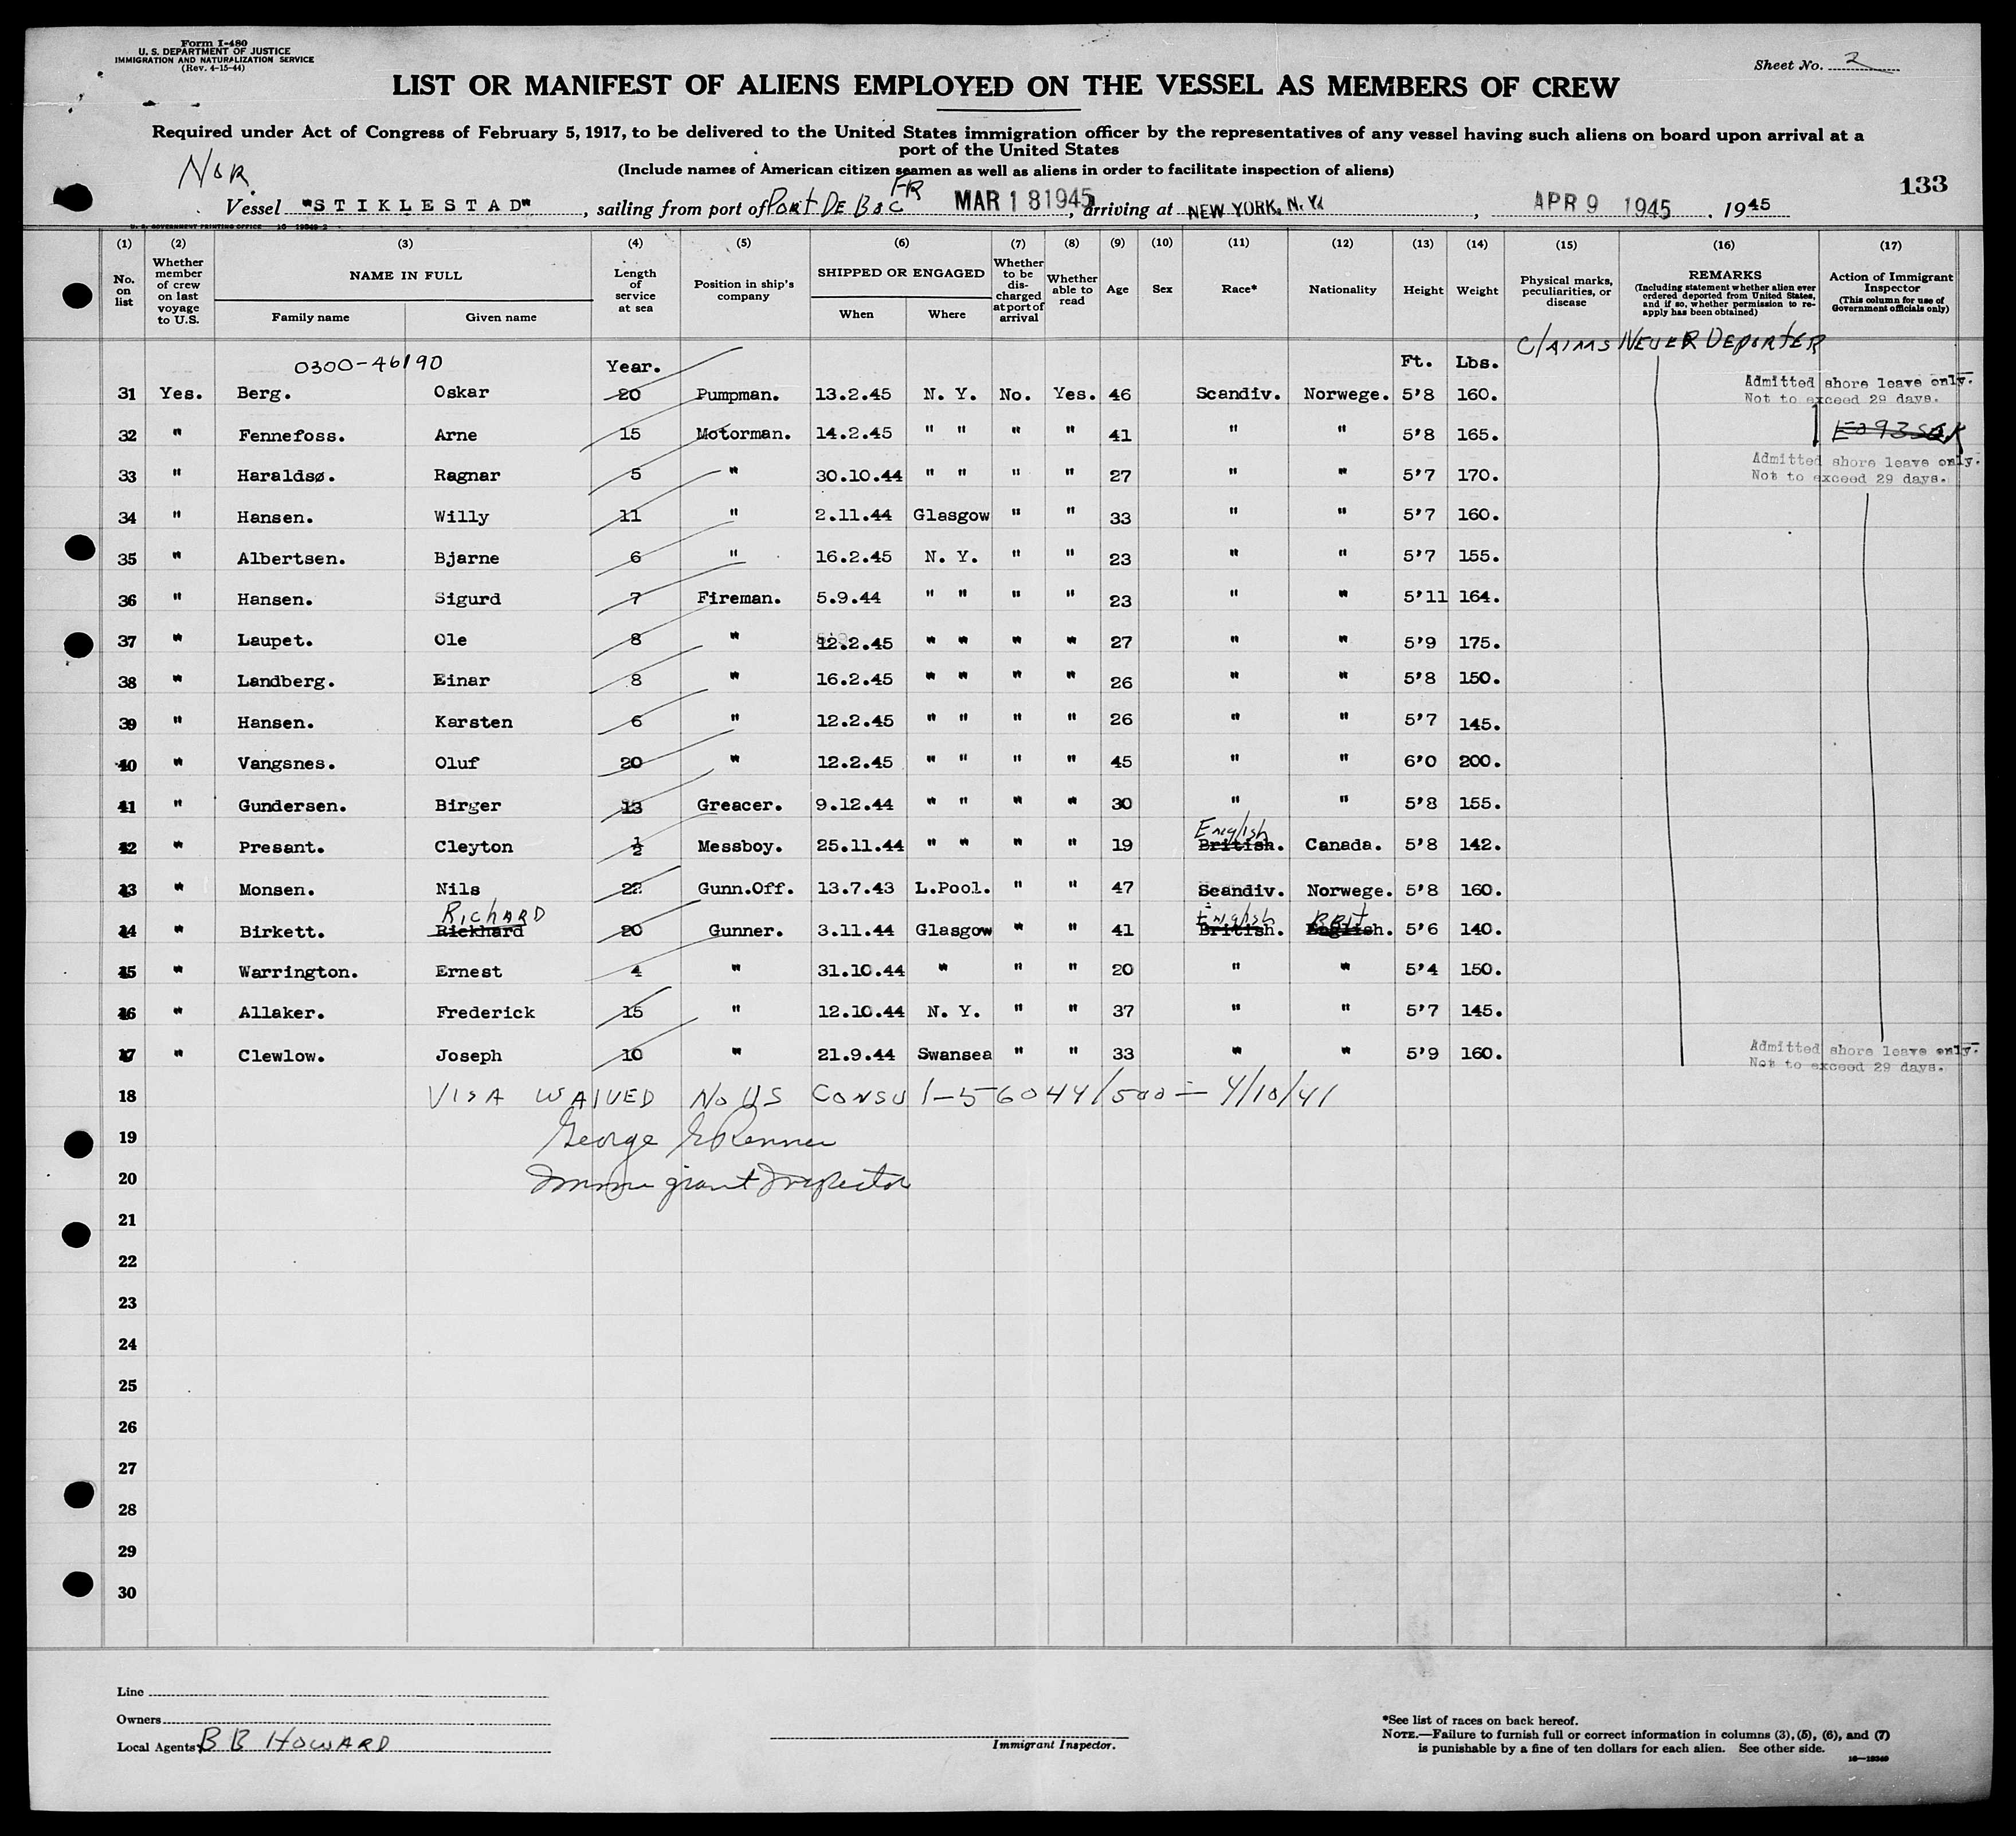 Form I-480
U. S. DEPARTMENT OF JUSTICE
IMMIGRATION AND NATURALIZATION SERVICE
(Rev. 4-15-44)
Sheet No. 2
LIST OR MANIFEST OF ALIENS EMPLOYED ON THE VESSEL AS MEMBERS OF CREW
Required under Act of Congress of February 5, 1917, to be delivered to the United States immigration officer by the representatives of any vessel having such aliens on board upon arrival at a
port of the United States
(Include names of American citizen seamen as well as aliens in order to facilitate inspection of aliens)
133
NOR.
Vessel "STIKLESTAD", sailing from port of PORT DE BOC FR MAR 18 1945, arriving at NEW YORK, N.Y., APR 9 1945, 1945
U. S. GOVERNMENT PRINTING OFFICE
(1) (2) (3) (4) (5) (6) (7) (8) (9) (10) (11) (12) (13) (14) (15) (16) (17)
No. on list
Whether member of crew on last voyage to U.S.
NAME IN FULL
Family name Given name
Length of service at sea
Position in ship's company
SHIPPED OR ENGAGED
When Where
Whether to be discharged at port of arrival
Whether able to read
Age
Sex
Race*
Nationality
Height
Weight
Physical marks, peculiarities, or disease
REMARKS
(Including statement whether alien ever ordered deported from United States, and if so, whether permission to re-apply has been obtained)
Action of Immigrant Inspector
(This column for use of Government officials only)
CLAIMS NEVER DEPORTED
0300-46190 Year. Ft. Lbs.
31 Yes. Berg. Oskar 20 Pumpman. 13.2.45 N. Y. No. Yes. 46 Scandiv. Norwege. 5'8 160. Admitted shore leave only. Not to exceed 29 days.
32 " Fennefoss. Arne 15 Motorman. 14.2.45 " " " " 41 " " 5'8 165.
33 " Haraldsø. Ragnar 5 " 30.10.44 " " " " 27 " " 5'7 170. Admitted shore leave only. Not to exceed 29 days.
34 " Hansen. Willy 11 " 2.11.44 Glasgow " " 33 " " 5'7 160.
35 " Albertsen. Bjarne 6 " 16.2.45 N. Y. " " 23 " " 5'7 155.
36 " Hansen. Sigurd 7 Fireman. 5.9.44 " " " " 23 " " 5'11 164.
37 " Laupet. Ole 8 " 12.2.45 " " " " 27 " " 5'9 175.
38 " Landberg. Einar 8 " 16.2.45 " " " " 26 " " 5'8 150.
39 " Hansen. Karsten 6 " 12.2.45 " " " " 26 " " 5'7 145.
40 " Vangsnes. Oluf 20 " 12.2.45 " " " " 45 " " 6'0 200.
41 " Gundersen. Birger 13 Greacer. 9.12.44 " " " " 30 " " 5'8 155.
42 " Presant. Cleyton ½ Messboy. 25.11.44 " " " " 19 British. English Canada. 5'8 142.
43 " Monsen. Nils 22 Gunn.Off. 13.7.43 L.Pool. " " 47 Scandiv. Norwege. 5'8 160.
44 " Birkett. Rickhard RICHARD 20 Gunner. 3.11.44 Glasgow " " 41 British. English English. BRIT 5'6 140.
45 " Warrington. Ernest 4 " 31.10.44 " " " 20 " " 5'4 150.
46 " Allaker. Frederick 15 " 12.10.44 N. Y. " " 37 " " 5'7 145.
47 " Clewlow. Joseph 10 " 21.9.44 Swansea " " 33 " " 5'9 160. Admitted shore leave only. Not to exceed 29 days.
18 VISA WAIVED NO US CONSUL-56044/500 = 4/10/41
19 George Renner
20 Immigrant Inspector
21
22
23
24
25
26
27
28
29
30
Line
Owners
Local Agents B B HOWARD
Immigrant Inspector.
*See list of races on back hereof.
NOTE.—Failure to furnish full or correct information in columns (3), (5), (6), and (7)
is punishable by a fine of ten dollars for each alien. See other side.